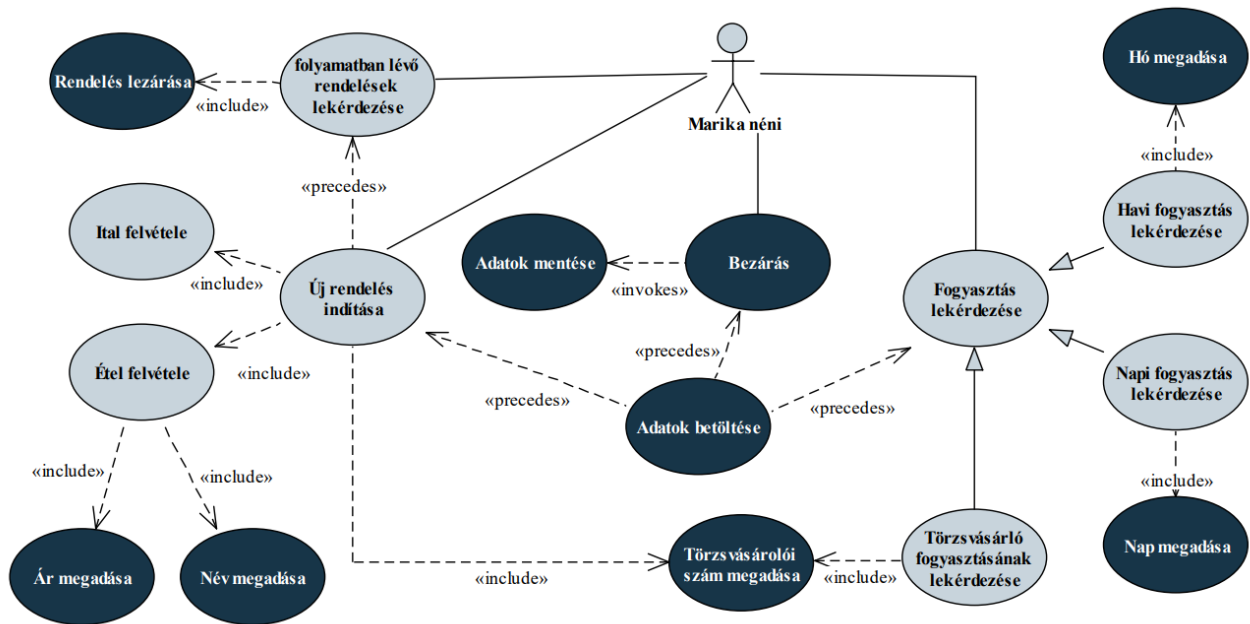 Hó megadása
folyamatban lévő
rendelések
lekérdezése
Rendelés lezárása
«include»
Marika néni
«include»
«precedes»
Havi fogyasztás
lekérdezése
Ital felvétele
«include»
Adatok mentése
Bezárás
«invokes»
Új rendelés
indítása
Fogyasztás
lekérdezése
«precedes»
Étel felvétele
«include»
Napi fogyasztás
lekérdezése
«precedes»
«precedes»
Adatok betöltése
«include»
«include»
«include»
Törzsvásárolói
szám megadása
Törzsvásárló
fogyasztásának
lekérdezése
Nap megadása
Ár megadása
Név megadása
«include»
«include»